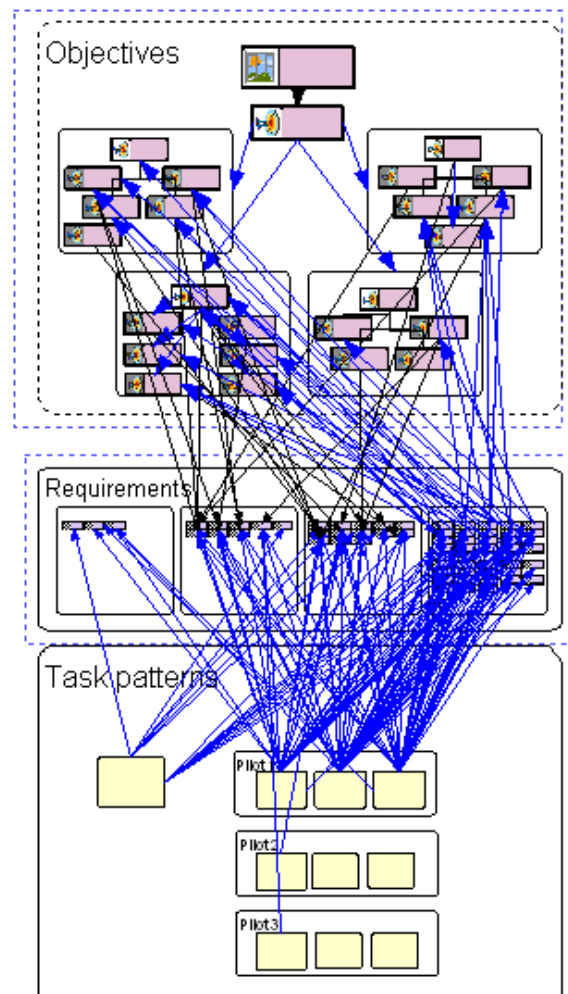 Objectives
Requirements
Task patterns
Pilot1
Pilot2
Pilot3